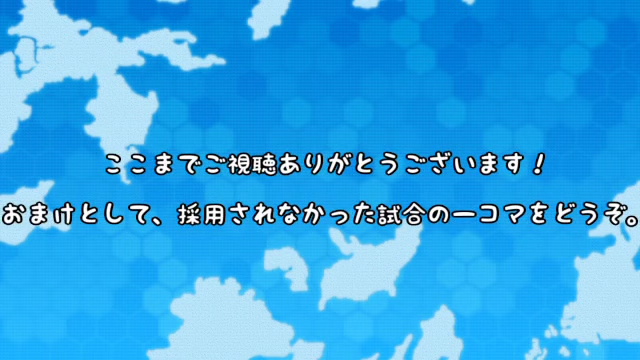 ここまでご視聴ありがとうございます！
おまけとして、採用されなかった試合の一コマをどうぞ。